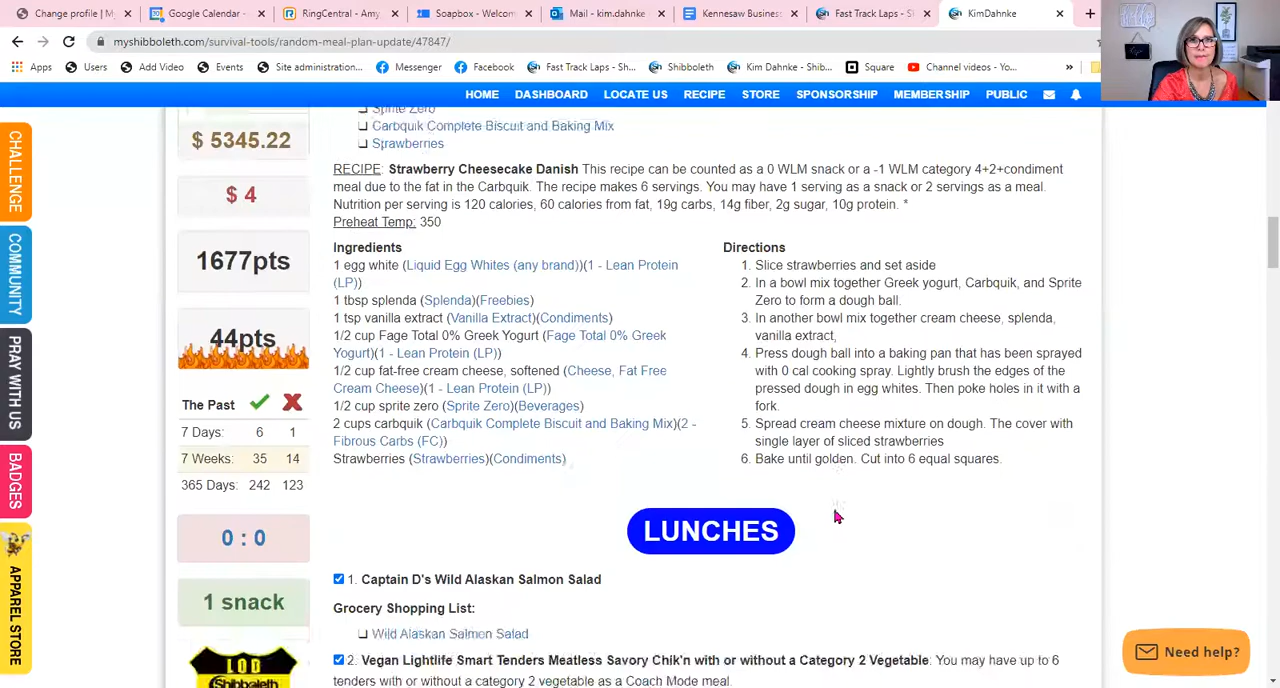 Change profile | M
Google Calendar -
RingCentral - Amy
Soapbox - Welcom
Mail - kim.dahnke
Kennesaw Busines
Fast Track Laps - S
KimDahnke
myshibboleth.com/survival-tools/random-meal-plan-update/47847/
Apps Users Add Video Events Site administration... Messenger Faceb Fast Track Laps - Sh... Shibboleth Kim Dahnke - Shib... Square Channel videos - Yo... »
HOME DASHBOARD LOCATE US RECIPE STORE SPONSORSHIP MEMBERSHIP PUBLIC
CHALLENGE
COMMUNITY
PRAY WITH US
BADGES
APPAREL STORE
$ 5345.22
$ 4
1677pts
44pts
The Past
7 Days: 6 1
7 Weeks: 35 14
365 Days: 242 123
0 : 0
1 snack
LOD
Shibboleth
Sprite Zero
Carbquik Complete Biscuit and Baking Mix
Strawberries
RECIPE: Strawberry Cheesecake Danish This recipe can be counted as a 0 WLM snack or a -1 WLM category 4+2+condiment
meal due to the fat in the Carbquik. The recipe makes 6 servings. You may have 1 serving as a snack or 2 servings as a meal.
Nutrition per serving is 120 calories, 60 calories from fat, 19g carbs, 14g fiber, 2g sugar, 10g protein. *
Preheat Temp: 350
Ingredients
1 egg white (Liquid Egg Whites (any brand))(1 - Lean Protein
(LP))
1 tbsp splenda (Splenda)(Freebies)
1 tsp vanilla extract (Vanilla Extract)(Condiments)
1/2 cup Fage Total 0% Greek Yogurt (Fage Total 0% Greek
Yogurt)(1 - Lean Protein (LP))
1/2 cup fat-free cream cheese, softened (Cheese, Fat Free
Cream Cheese)(1 - Lean Protein (LP))
1/2 cup sprite zero (Sprite Zero)(Beverages)
2 cups carbquik (Carbquik Complete Biscuit and Baking Mix)(2 -
Fibrous Carbs (FC))
Strawberries (Strawberries)(Condiments)
Directions
1. Slice strawberries and set aside
2. In a bowl mix together Greek yogurt, Carbquik, and Sprite
Zero to form a dough ball.
3. In another bowl mix together cream cheese, splenda,
vanilla extract,
4. Press dough ball into a baking pan that has been sprayed
with 0 cal cooking spray. Lightly brush the edges of the
pressed dough in egg whites. Then poke holes in it with a
fork.
5. Spread cream cheese mixture on dough. The cover with
single layer of sliced strawberries
6. Bake until golden. Cut into 6 equal squares.
LUNCHES
1. Captain D's Wild Alaskan Salmon Salad
Grocery Shopping List:
Wild Alaskan Salmon Salad
2. Vegan Lightlife Smart Tenders Meatless Savory Chik'n with or without a Category 2 Vegetable: You may have up to 6
tenders with or without a category 2 vegetable as a Coach Mode meal.
Need help?